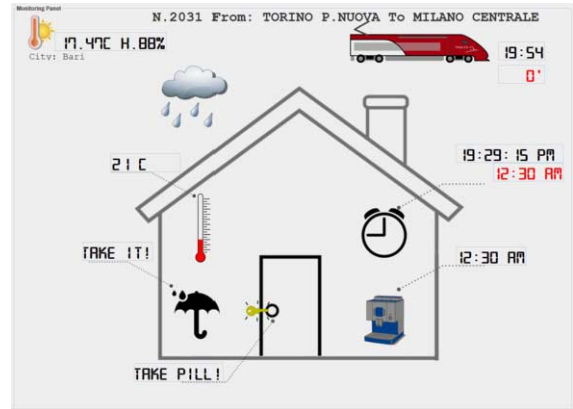 Monitoring Panel
N.2031 From: TORINO P.NUOVA To MILANO CENTRALE
17.47C H.88%
City: Bari
19:54
0'
21 C
19:29:15 PM
12:30 AM
TAKE IT!
12:30 AM
TAKE PILL!